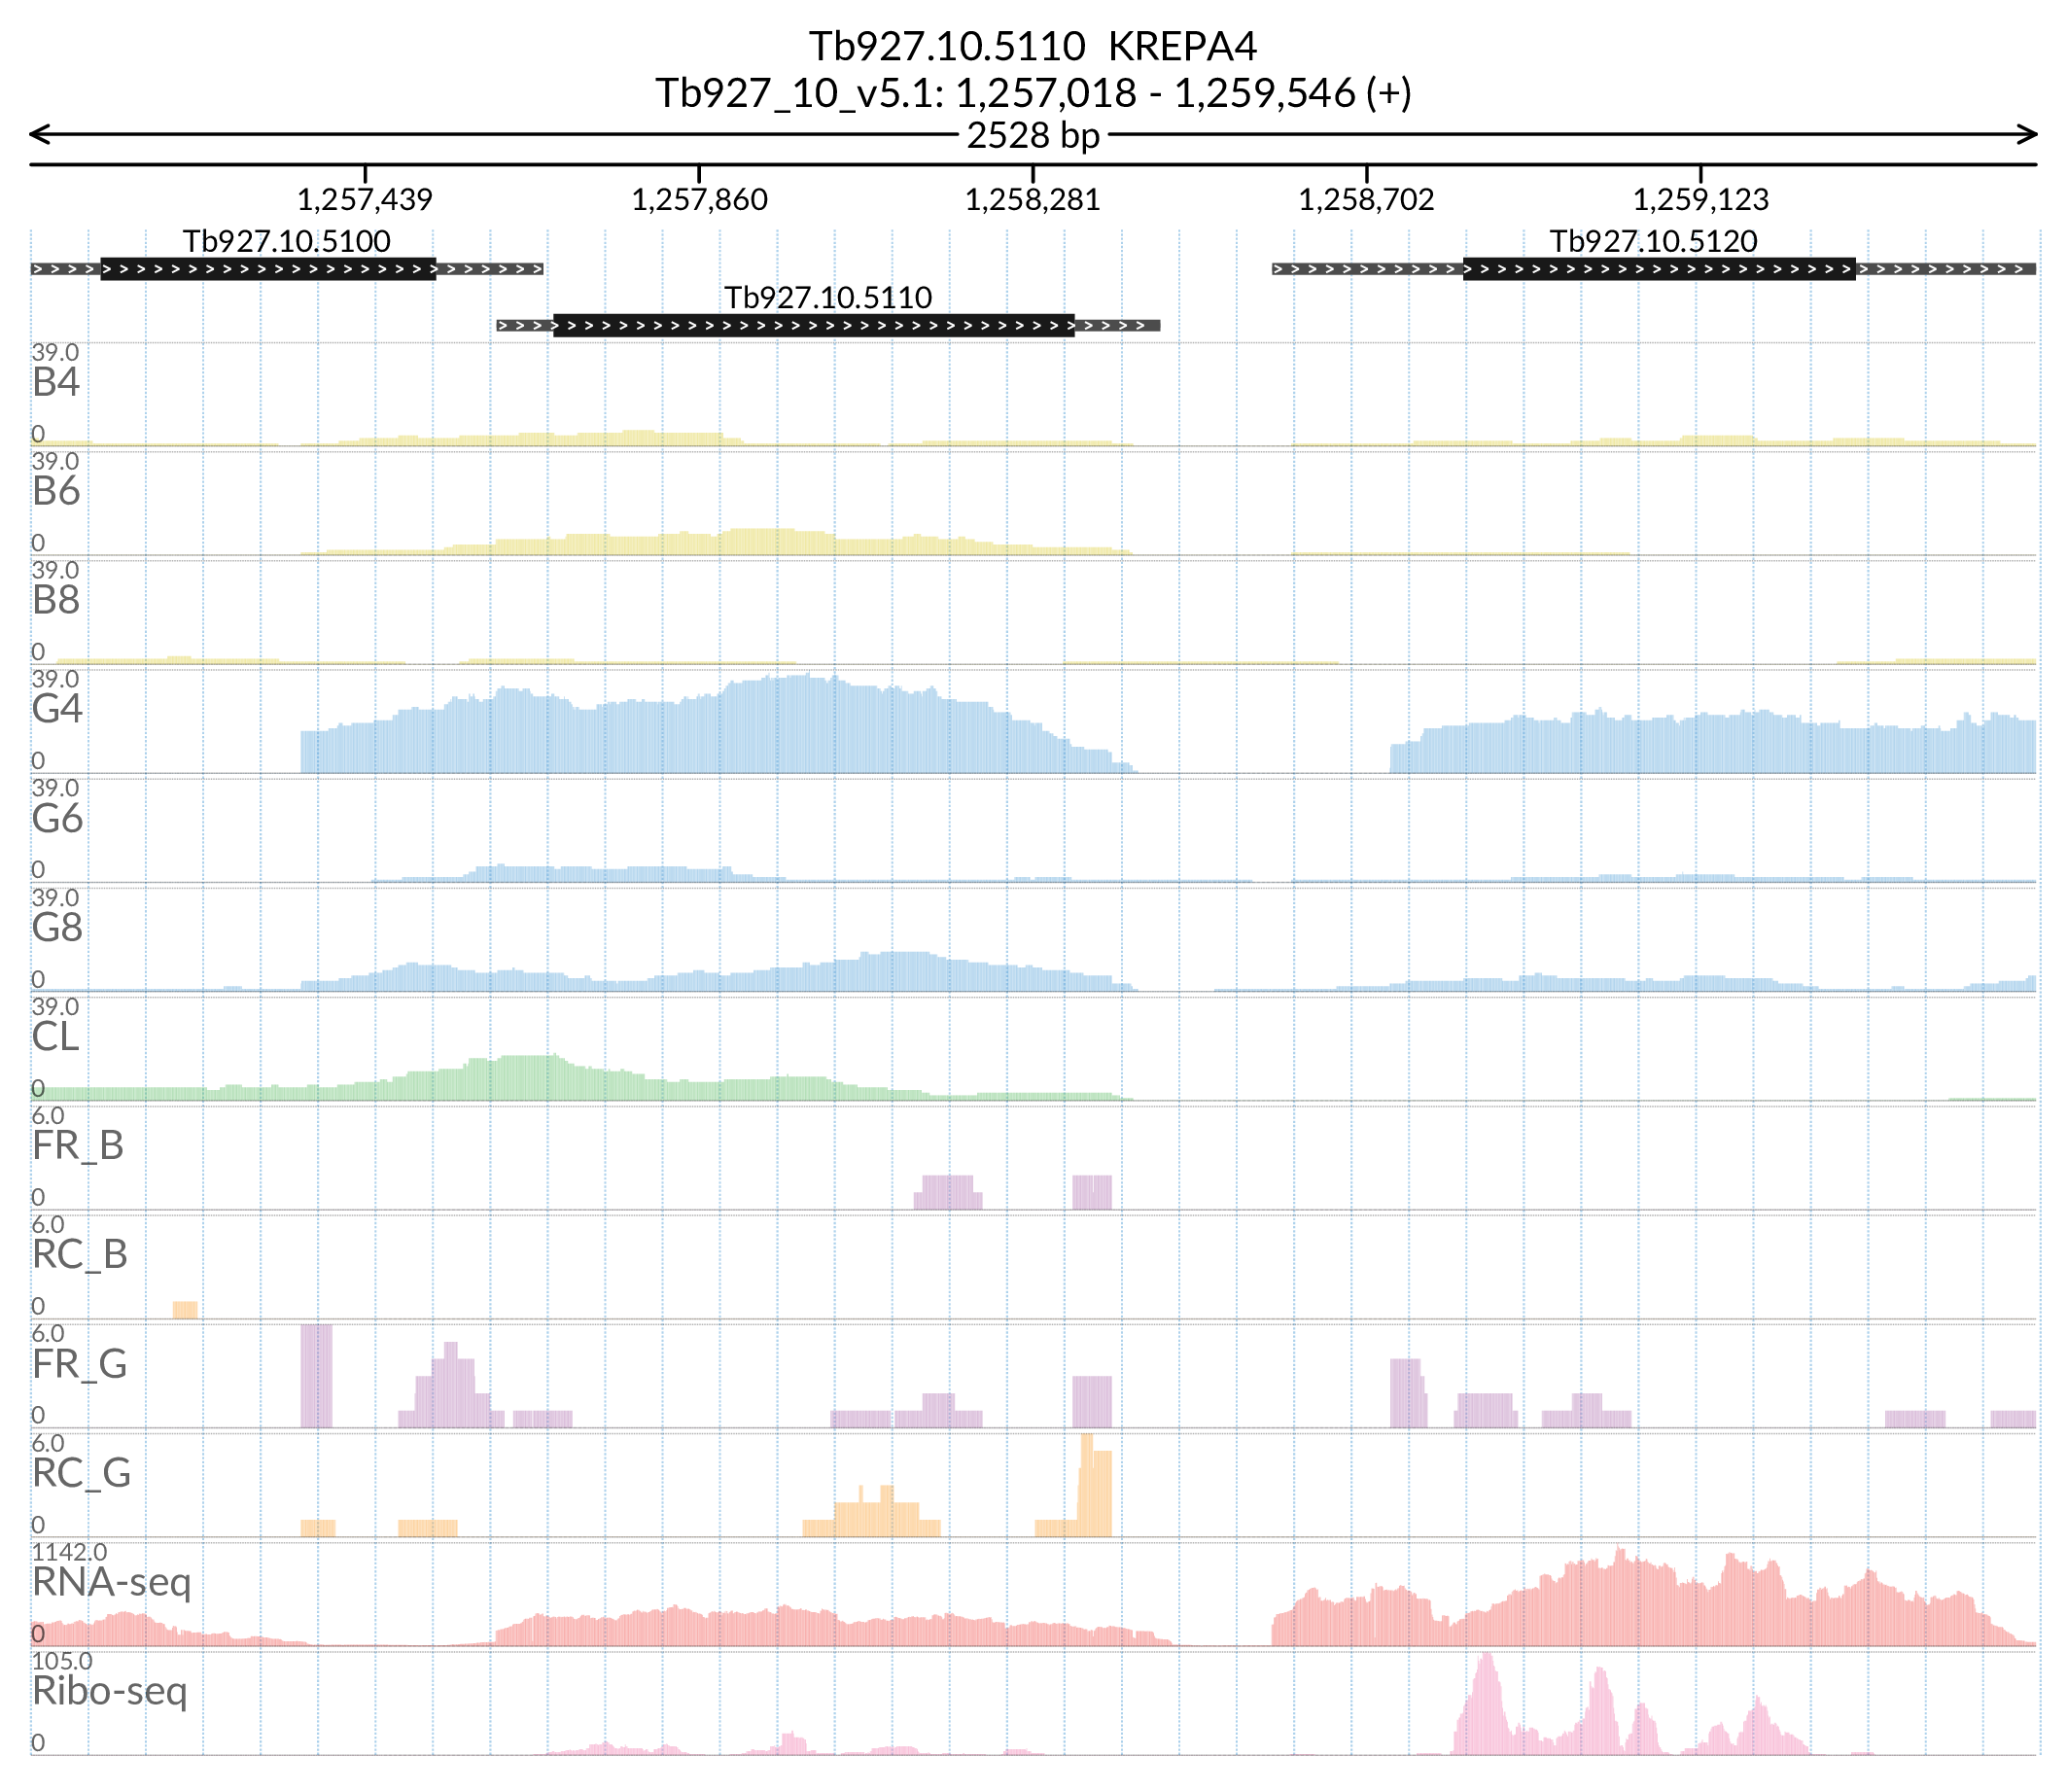 Tb927.10.5110  KREPA4
Tb927_10_v5.1: 1,257,018 - 1,259,546 (+)
2528 bp
1,257,439 1,257,860 1,258,281 1,258,702 1,259,123
Tb927.10.5100 Tb927.10.5120
Tb927.10.5110
39.0
B4
0
39.0
B6
0
39.0
B8
0
39.0
G4
0
39.0
G6
0
39.0
G8
0
39.0
CL
0
6.0
FR_B
0
6.0
RC_B
0
6.0
FR_G
0
6.0
RC_G
0
1142.0
RNA-seq
0
105.0
Ribo-seq
0